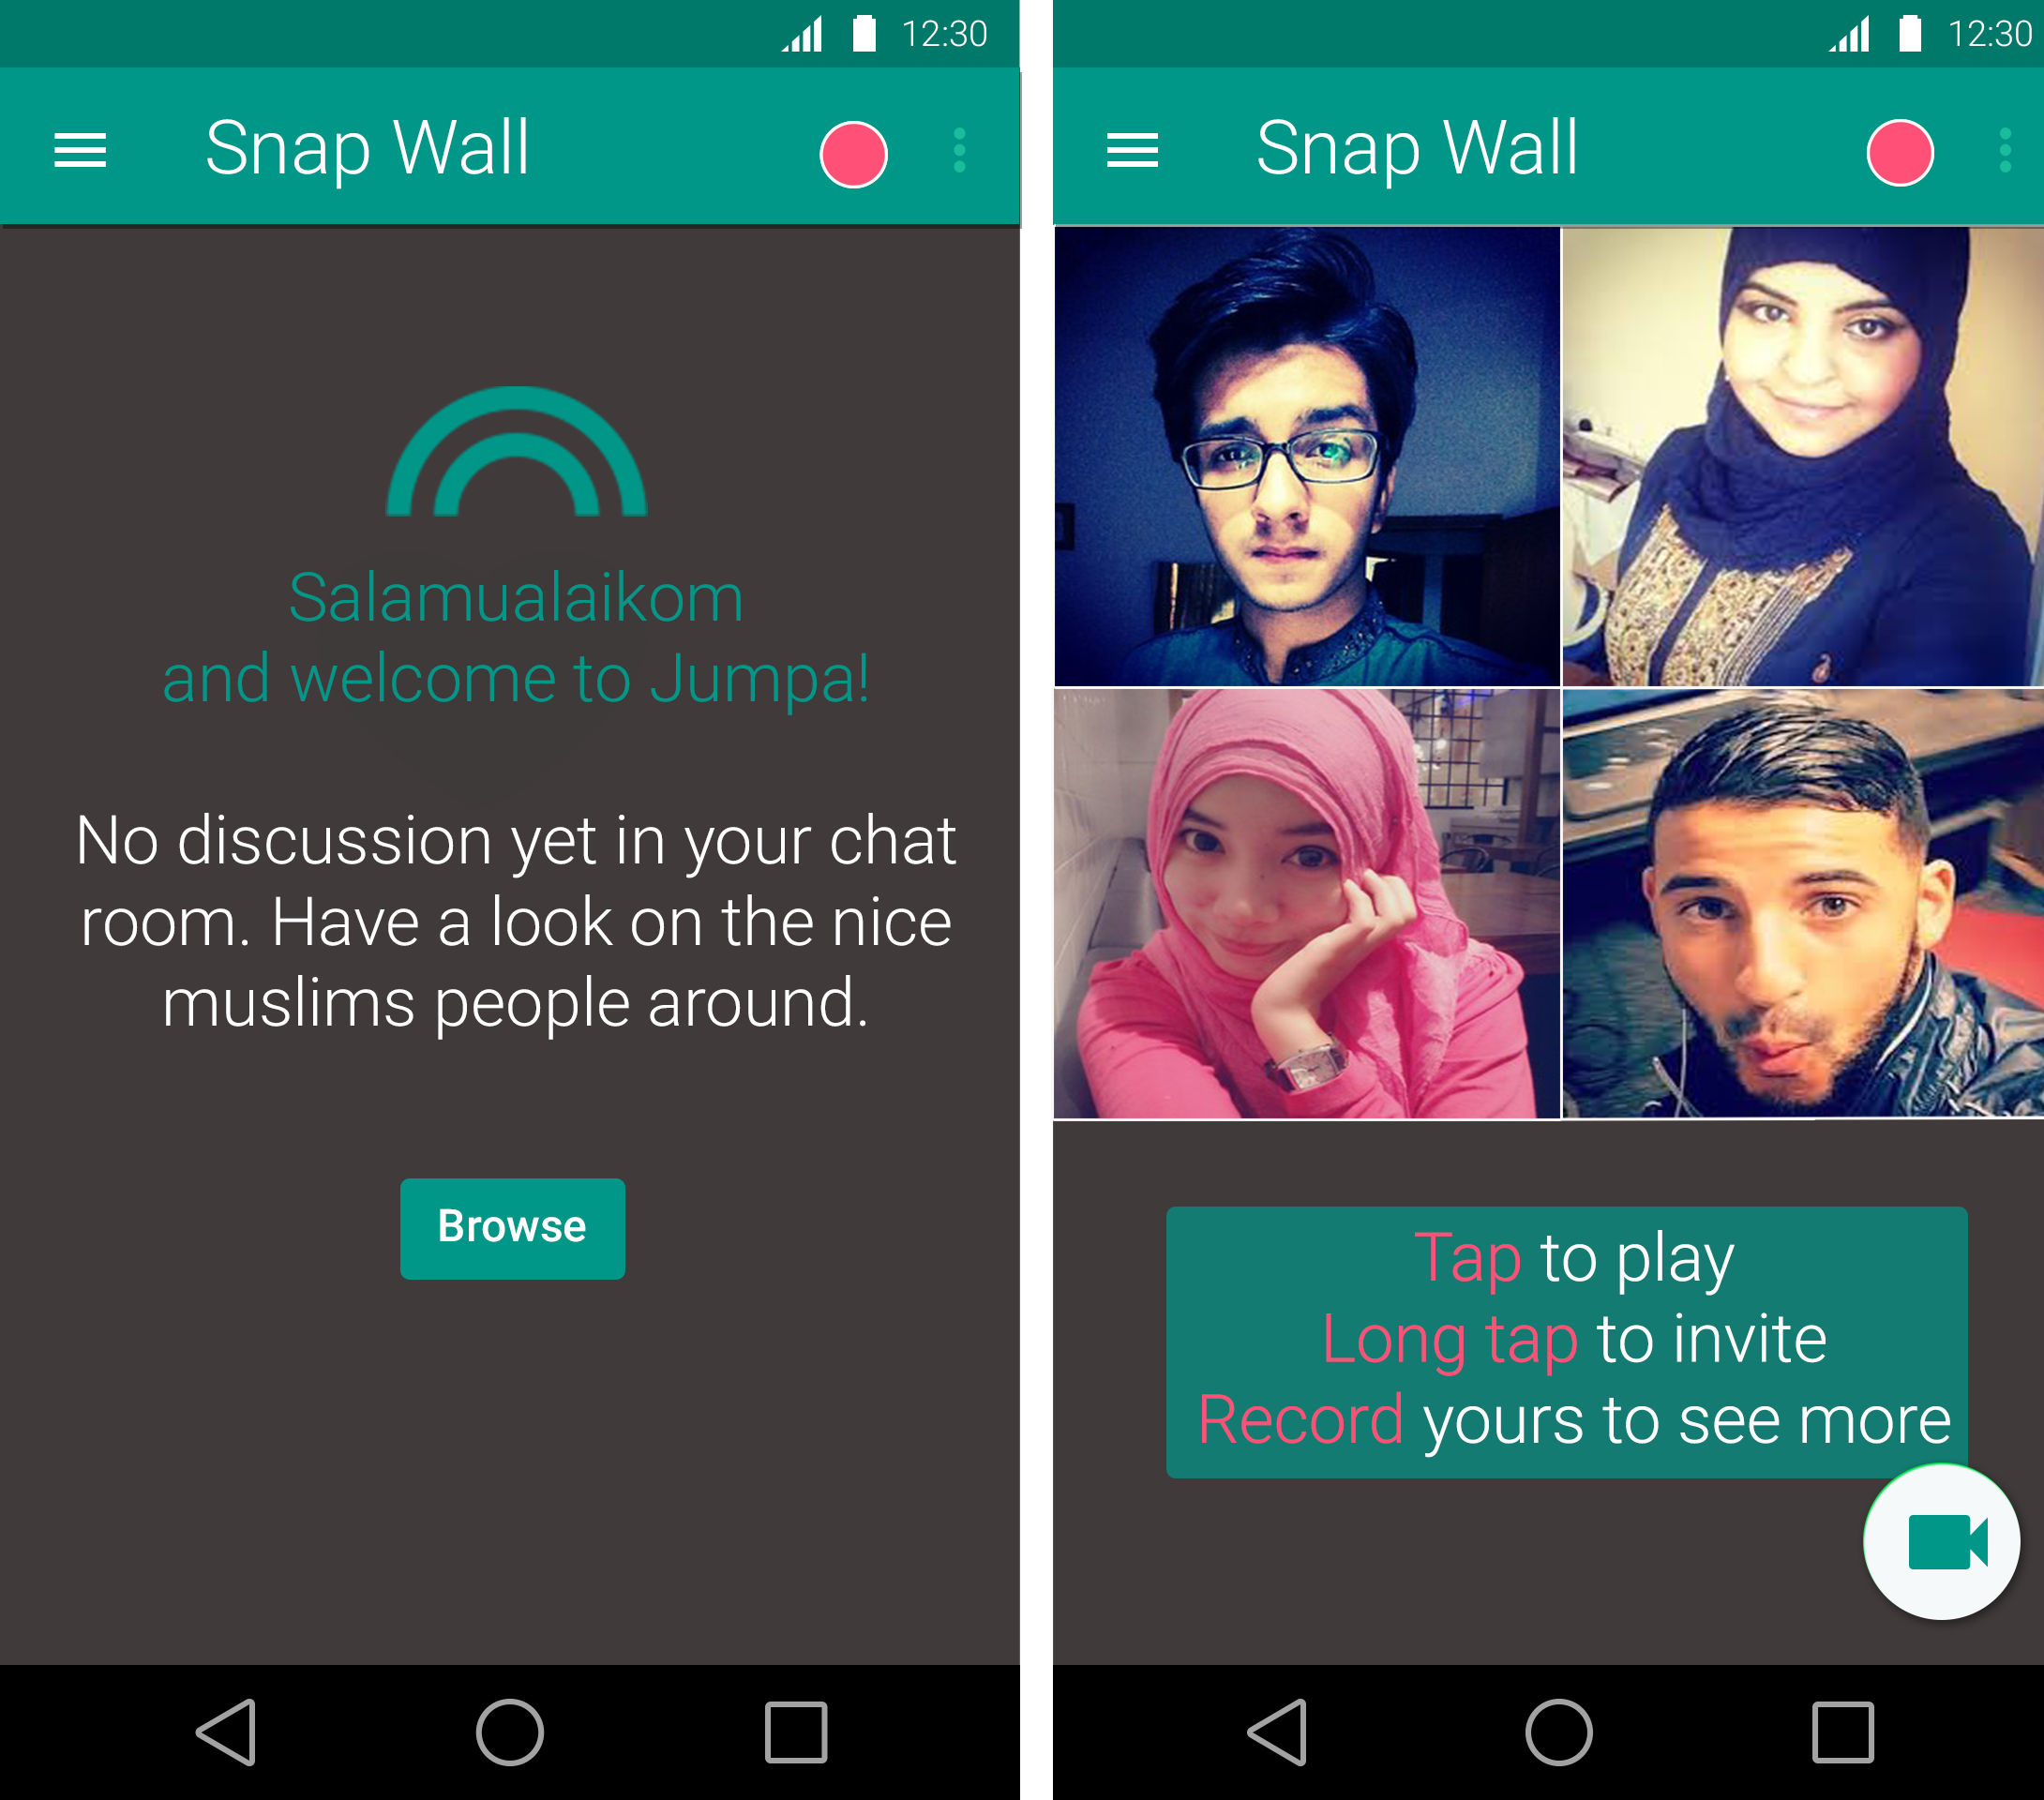 12:30
Snap Wall
Salamualaikom
and welcome to Jumpa!
No discussion yet in your chat
room. Have a look on the nice
muslims people around.
Browse
12:30
Snap Wall
Tap to play
Long tap to invite
Record yours to see more